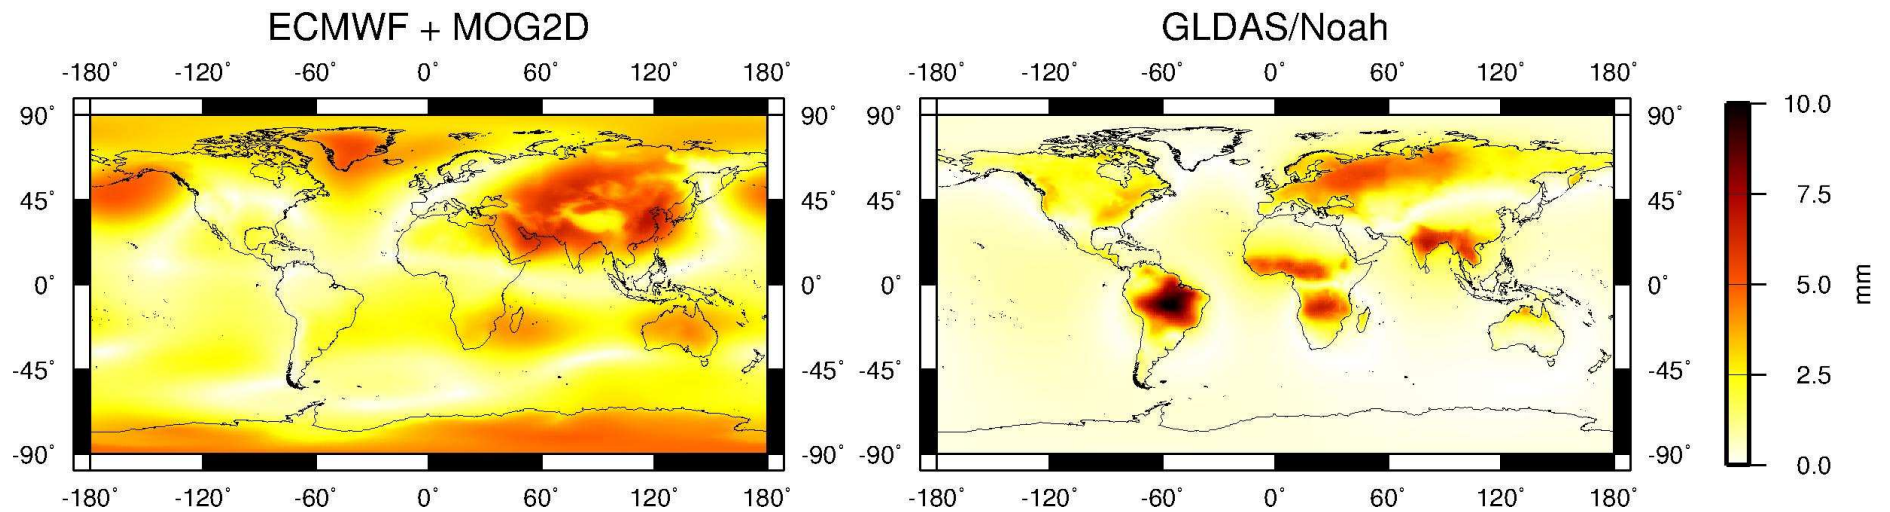 ECMWF + MOG2D
GLDAS/Noah
-180° -120° -60° 0° 60° 120° 180°
-180° -120° -60° 0° 60° 120° 180°
90° 90° 90° 90° 10.0
45° 45° 45° 45° 7.5
0° 0° 0° 0° 5.0 mm
-45° -45° -45° -45° 2.5
-90° -90° -90° -90° 0.0
-180° -120° -60° 0° 60° 120° 180°
-180° -120° -60° 0° 60° 120° 180°